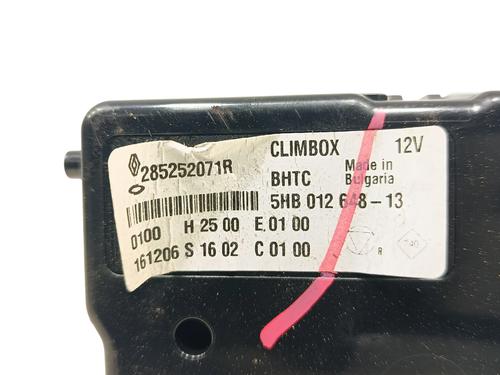 285252071R CLIMBOX 12V
BHTC Made in Bulgaria
5HB 012 648-13
0100 H 25 00 E 01 00
161206 S 16 02 C 01 00
R